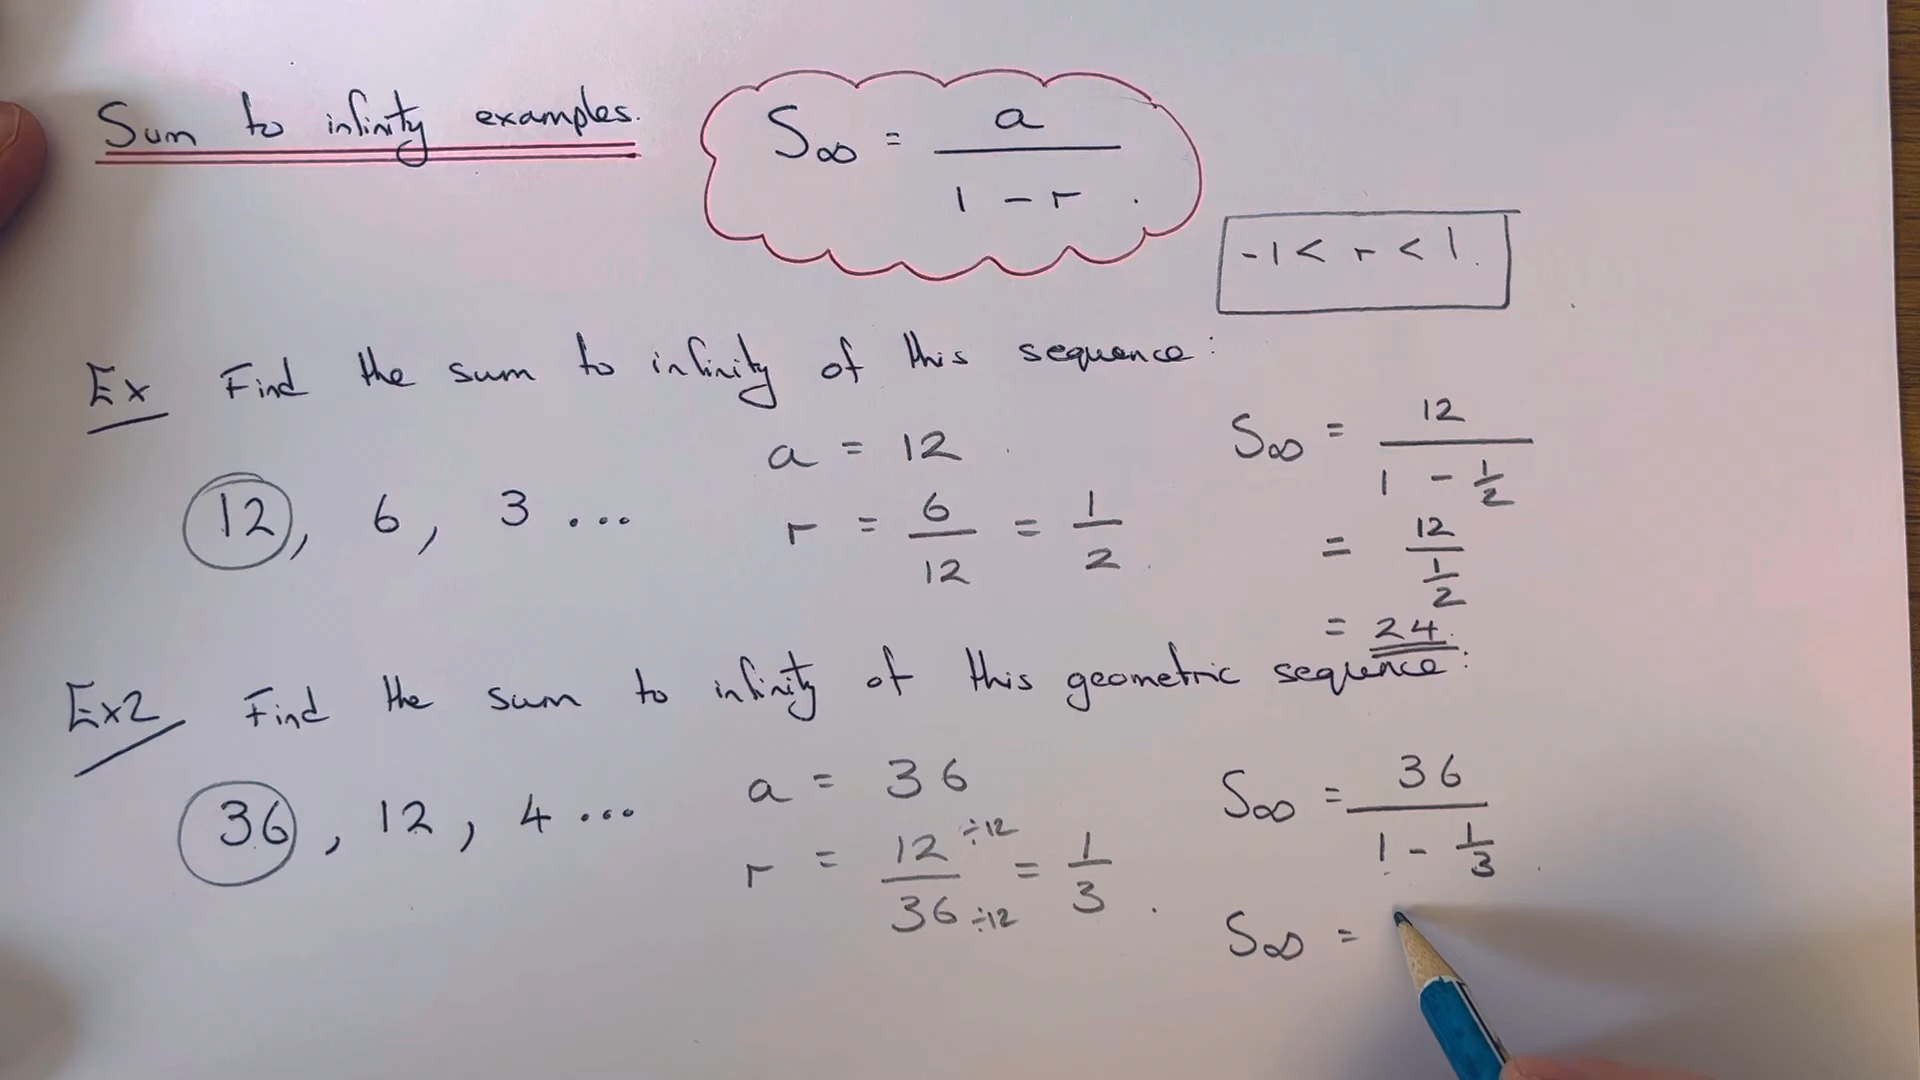 Sum to infinity examples.
S∞ = a / 1 - r
-1 < r < 1.
Ex Find the sum to infinity of this sequence:
12, 6, 3 ...
a = 12
r = 6/12 = 1/2
S∞ = 12 / 1 - 1/2
= 12 / 1/2
= 24.
Ex2 Find the sum to infinity of this geometric sequence:
36, 12, 4 ...
a = 36
r = 12 ÷12 / 36 ÷12 = 1/3
S∞ = 36 / 1 - 1/3
S∞ =